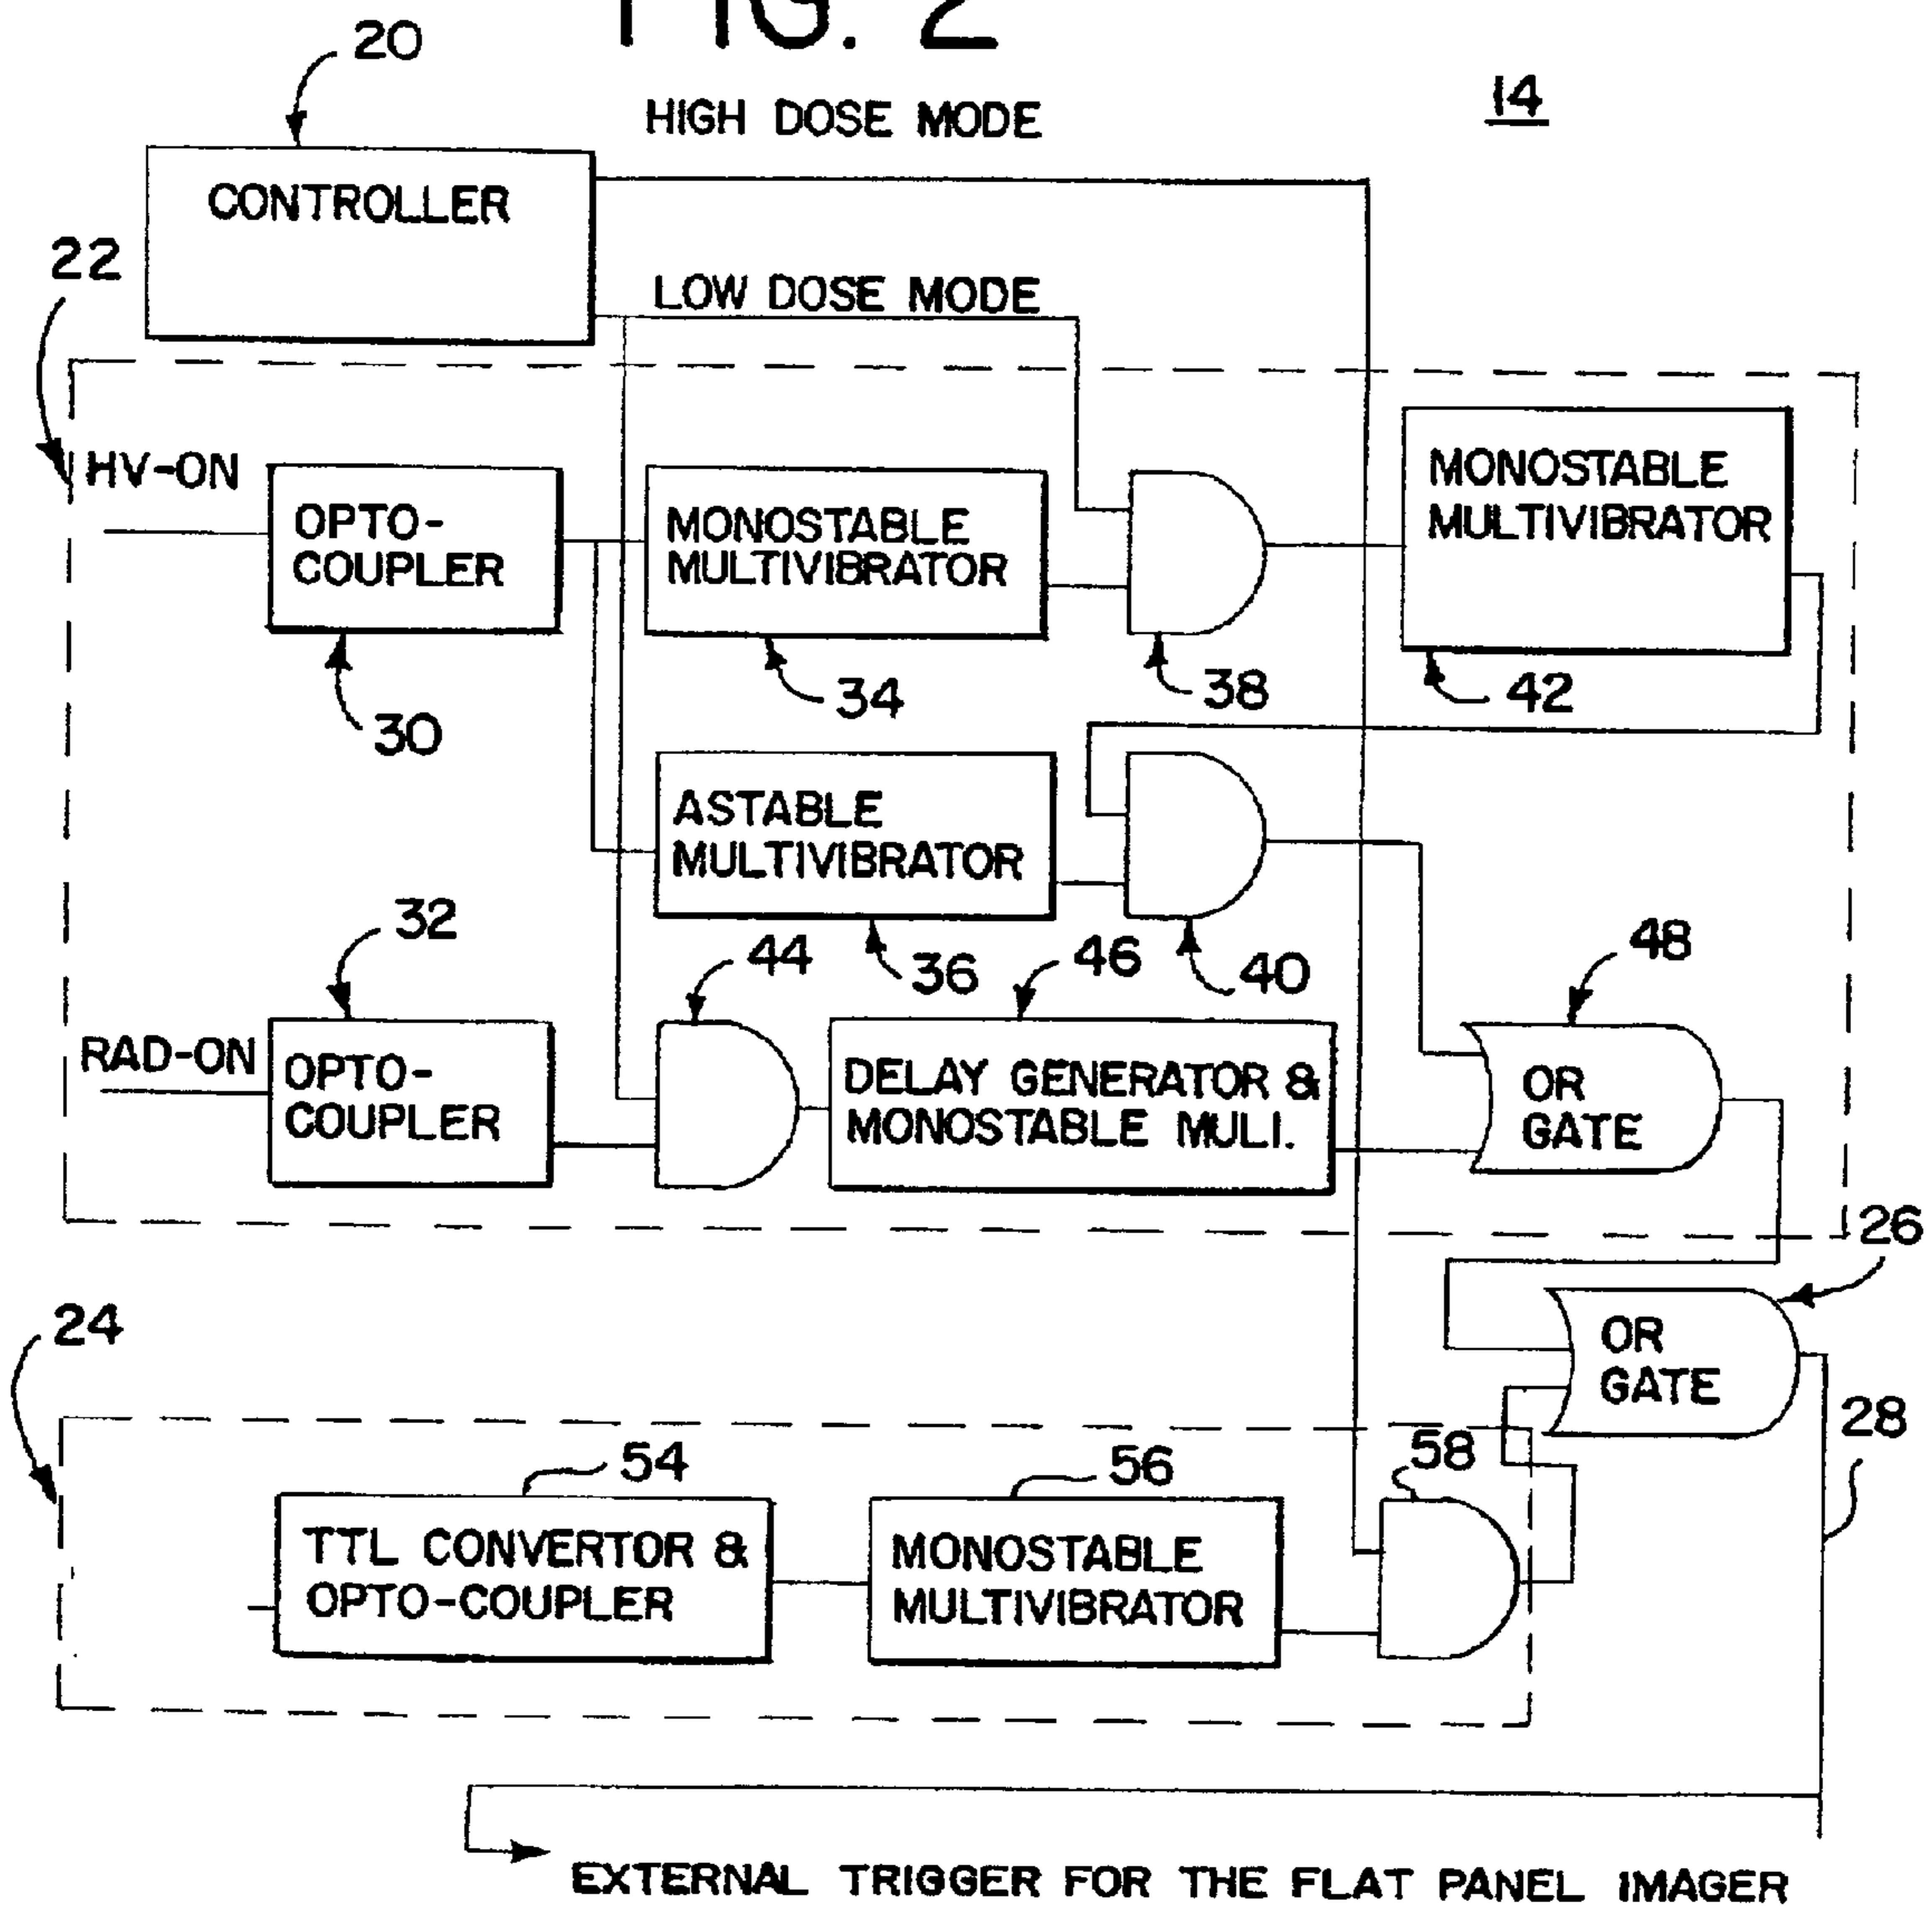 FIG. 2
20
14
HIGH DOSE MODE
CONTROLLER
22
LOW DOSE MODE
HV-ON
OPTO-
COUPLER
MONOSTABLE
MULTIVIBRATOR
MONOSTABLE
MULTIVIBRATOR
30
34
38
42
ASTABLE
MULTIVIBRATOR
32
44
36
46
40
48
RAD-ON
OPTO-
COUPLER
DELAY GENERATOR &
MONOSTABLE MULI.
OR
GATE
26
24
OR
GATE
28
54
56
58
TTL CONVERTOR &
OPTO-COUPLER
MONOSTABLE
MULTIVIBRATOR
EXTERNAL TRIGGER FOR THE FLAT PANEL IMAGER